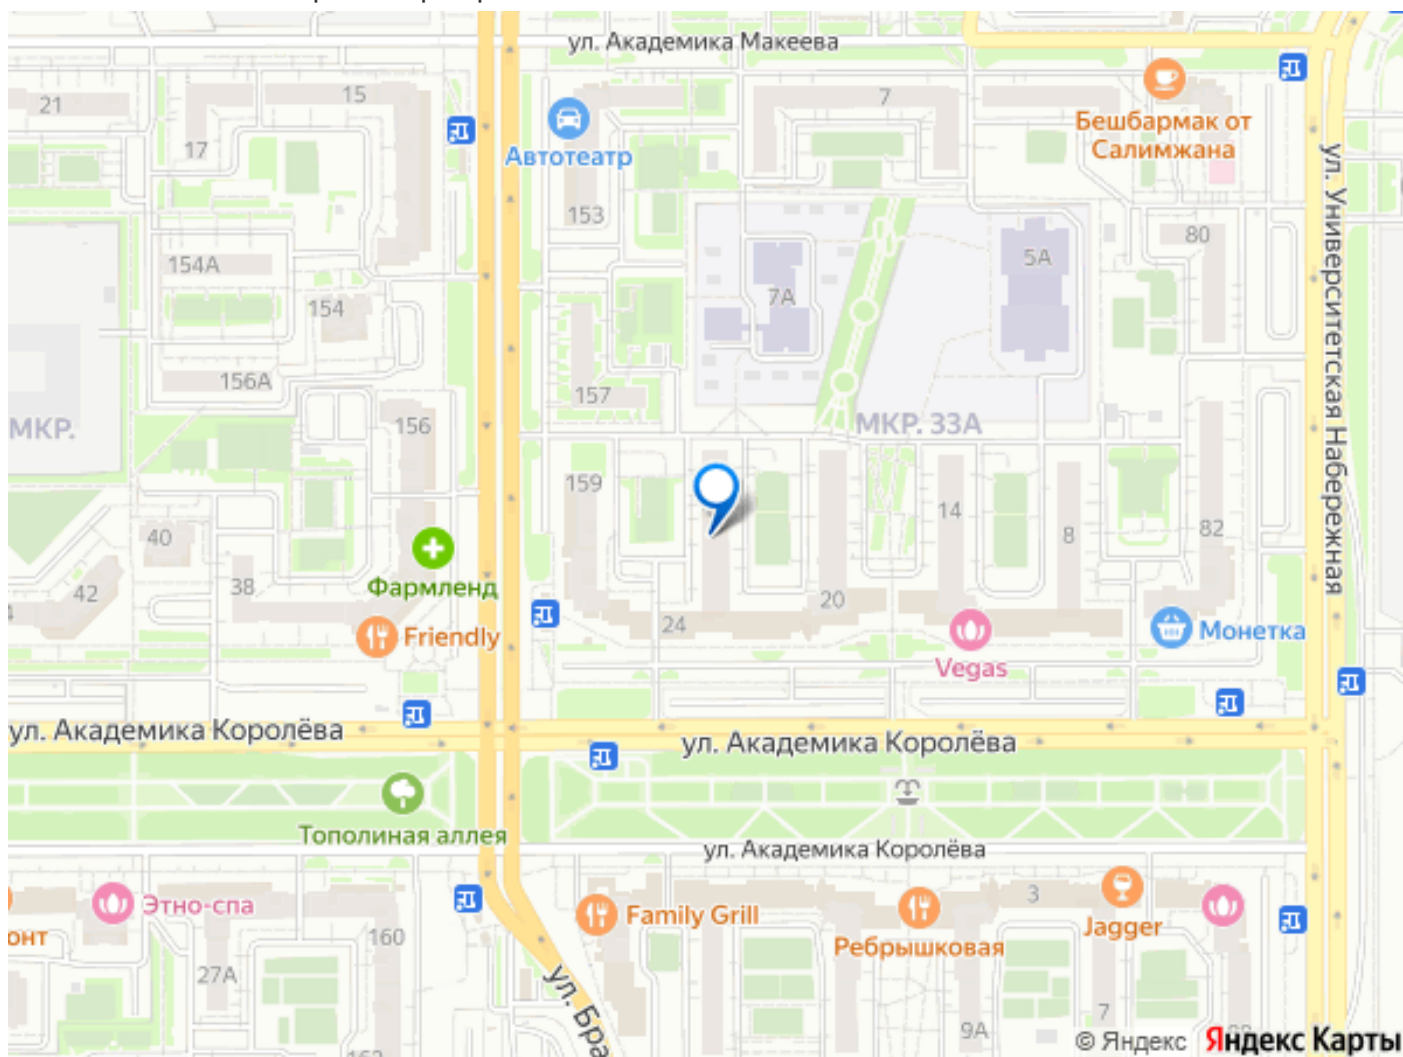 ул. Академика Макеева
21
15
7
17
Автотеатр
Бешбармак от
Салимжана
ул. Университетская Набережная
153
80
154А
5А
7А
154
156А
157
МКР.
156
МКР. 33А
159
14
82
40
8
Фармленд
42
38
20
24
Friendly
Vegas
Монетка
ул. Академика Королёва
ул. Академика Королёва
Тополиная аллея
ул. Академика Королёва
Этно-спа
Family Grill
3
Jagger
онт
160
Ребрышковая
27А
ул. Бра
7
9А
© Яндекс Яндекс Карты